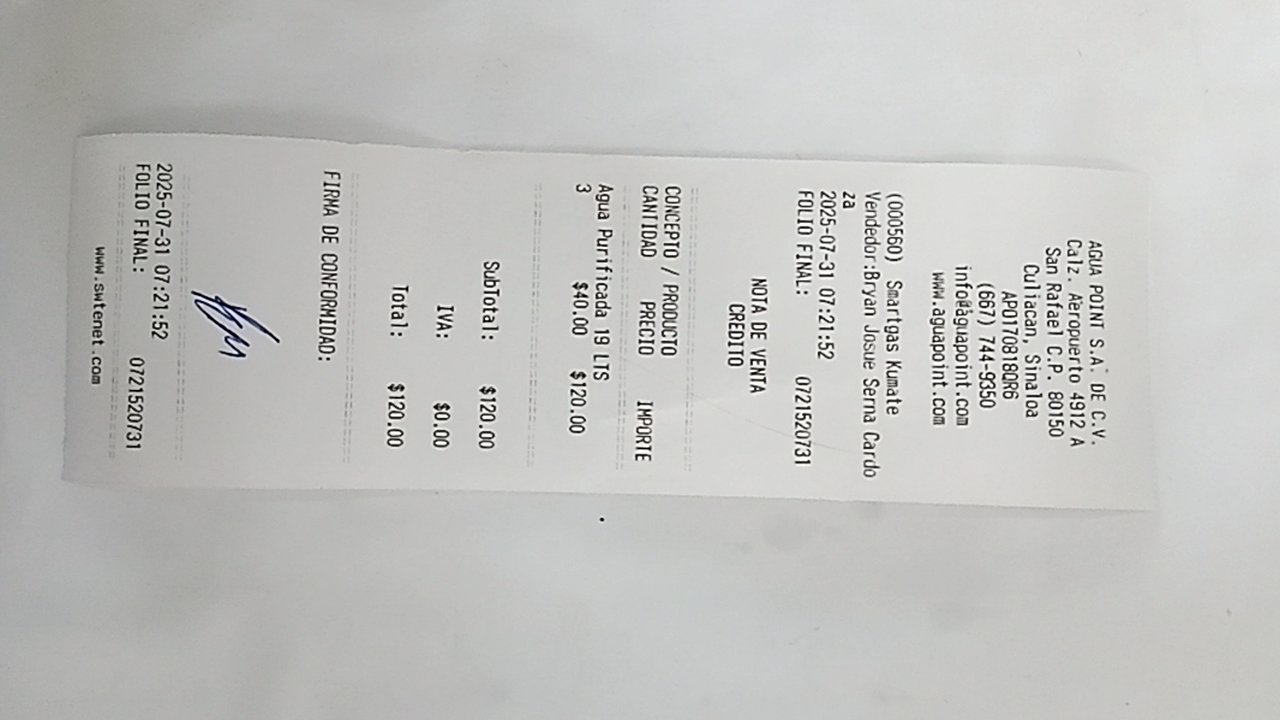 AGUA POINT S.A. DE C.V.
Calz. Aeropuerto 4912 A
San Rafael C.P. 80150
Culiacan, Sinaloa
APO170818QR6
(667) 744-9350
info@aguapoint.com
www.aguapoint.com
(000560) Smartgas Kumate
Vendedor:Bryan Josue Serna Cardo
za
2025-07-31 07:21:52
FOLIO FINAL: 0721520731
NOTA DE VENTA
CREDITO
CONCEPTO / PRODUCTO
CANTIDAD PRECIO IMPORTE
Agua Purificada 19 LTS
3 $40.00 $120.00
SubTotal: $120.00
IVA: $0.00
Total: $120.00
FIRMA DE CONFORMIDAD:
2025-07-31 07:21:52
FOLIO FINAL: 0721520731
www.swtenet.com